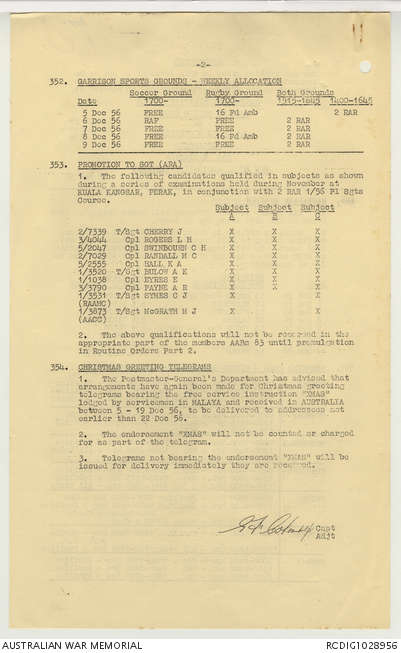 -2-
352. GARRISON SPORTS GROUNDS - WEEKLY ALLOCATION
Soccer Ground Rugby Ground Both Grounds
Date 1700- 1700- 1315-1645 1400-1645
5 Dec 56 FREE 16 Fd Amb 2 RAR
6 Dec 56 RAF FREE 2 RAR
7 Dec 56 FREE FREE 2 RAR
8 Dec 56 FREE 16 Fd Amb 2 RAR
9 Dec 56 FREE FREE 2 RAR
353. PROMOTION TO SGT (ARA)
1. The following candidates qualified in subjects as shown
during a series of examinations held during November at
KUALA KANGSAR, PERAK, in conjunction with 2 RAR 1/56 Pl Sgts
Course.
Subject Subject Subject
A B C
2/7339 T/Sgt CHERRY J X X X
3/4044 Cpl ROGERS L H X X X
5/2047 Cpl SWINBOURN C H X X X
2/7029 Cpl RANDALL H C X X X
5/2555 Cpl HALL K A X X X
1/3520 T/Sgt BULOW A K X X X
1/1038 Cpl EYRES E X X X
3/3790 Cpl PAYNE A R X X X
1/3531 T/Sgt SYMES C J X X
(RAAMC)
1/3873 T/Sgt McGRATH M J X X
(AACC)
2. The above qualifications will not be recorded in the
appropriate part of the members AABs 83 until promulgation
in Routine Orders Part 2.
354. CHRISTMAS GREETING TELEGRAMS
1. The Postmaster-General's Department has advised that
arrangements have again been made for Christmas greeting
telegrams bearing the free service instruction "XMAS"
lodged by servicemen in MALAYA and received in AUSTRALIA
between 5 - 19 Dec 56, to be delivered to addresses not
earlier than 22 Dec 56.
2. The endorsement "XMAS" will not be counted or charged
for as part of the telegram.
3. Telegrams not bearing the endorsement "XMAS" will be
issued for delivery immediately they are received.
Capt
Adjt
AUSTRALIAN WAR MEMORIAL RCDIG1028956